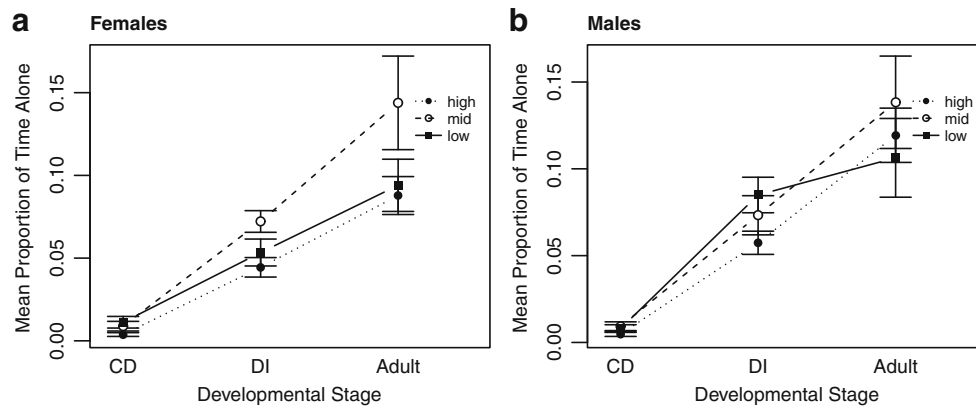 a Females
Mean Proportion of Time Alone
0.15
0.10
0.05
0.00
high
mid
low
CD DI Adult
Developmental Stage
b Males
Mean Proportion of Time Alone
0.15
0.10
0.05
0.00
high
mid
low
CD DI Adult
Developmental Stage